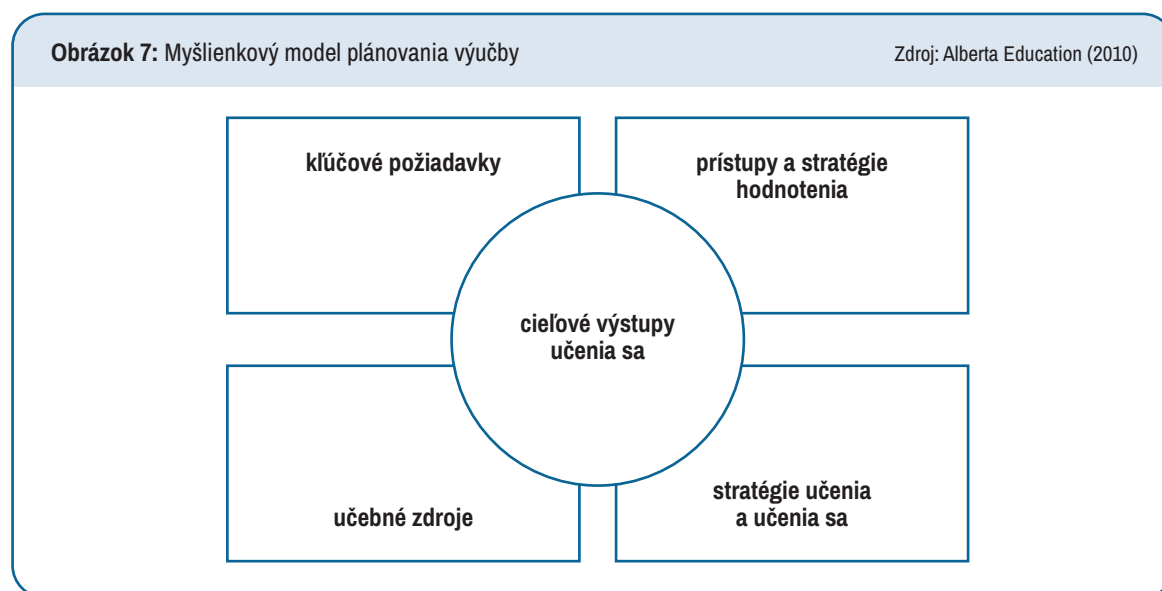 Obrázok 7: Myšlienkový model plánovania výučby
Zdroj: Alberta Education (2010)
kľúčové požiadavky
prístupy a stratégie
hodnotenia
cieľové výstupy
učenia sa
učebné zdroje
stratégie učenia
a učenia sa